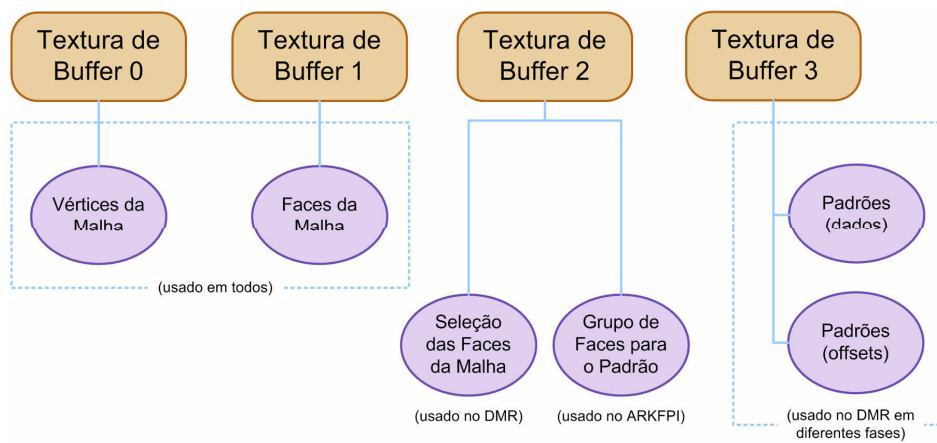 Textura de
Buffer 0
Textura de
Buffer 1
Textura de
Buffer 2
Textura de
Buffer 3
Vértices da
Malha
Faces da
Malha
(usado em todos)
Padrões
(dados)
Seleção
das Faces
da Malha
Grupo de
Faces para
o Padrão
Padrões
(offsets)
(usado no DMR)
(usado no ARKFPI)
(usado no DMR em
diferentes fases)